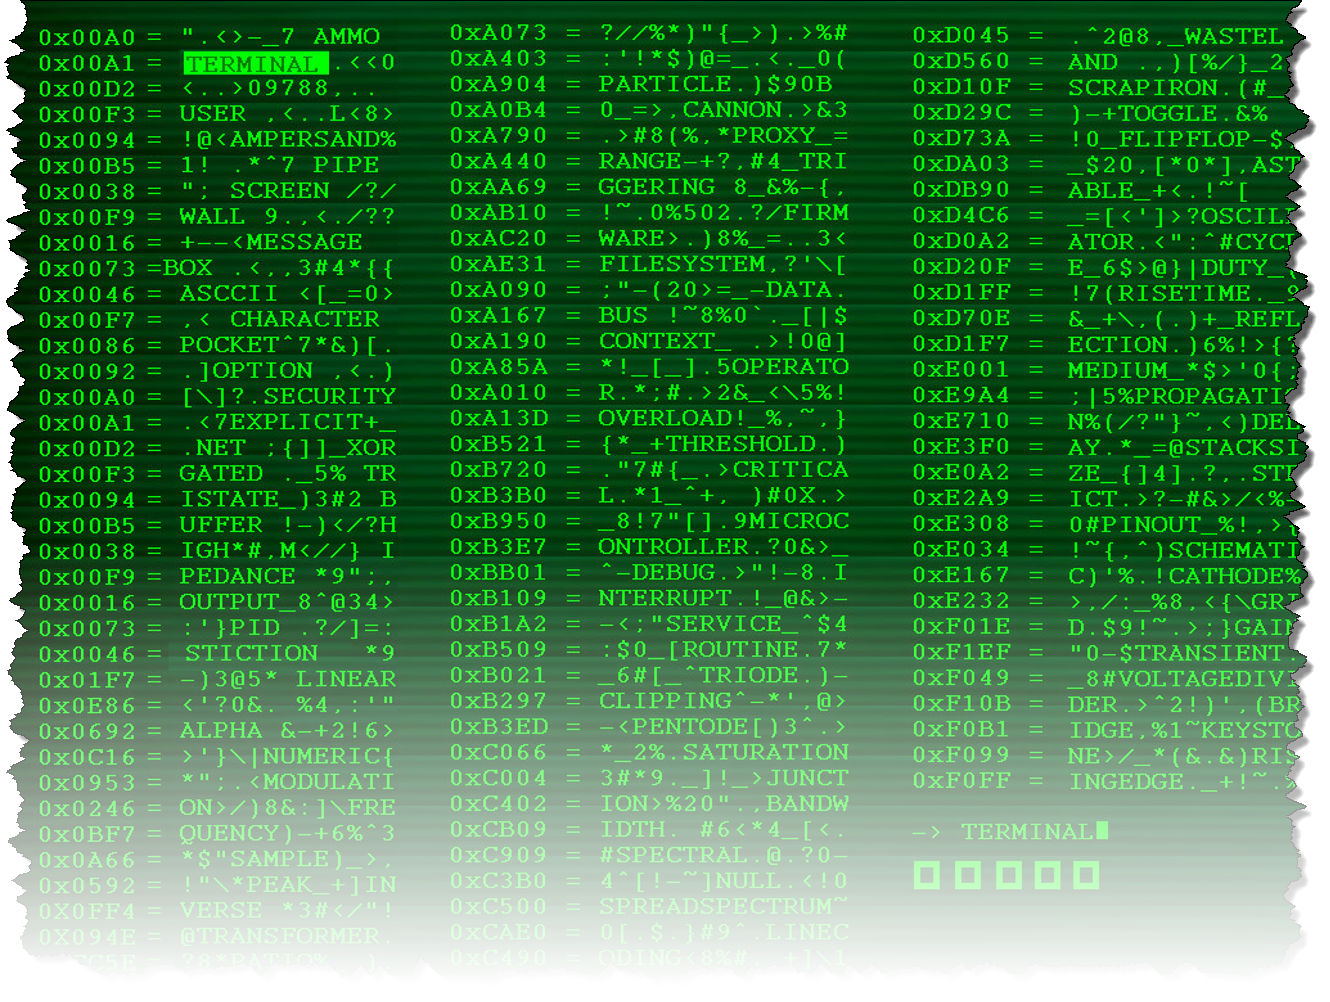 0x00A0 = ".<>-_7 AMMO
0x00A1 = TERMINAL.<<0
0x00D2 = <..>09788,..
0x00F3 = USER ,<..L<8>
0x0094 = !@<AMPERSAND%
0x00B5 = 1! .*^7 PIPE
0x0038 = "; SCREEN /?/
0x00F9 = WALL 9.,<./??
0x0016 = +--<MESSAGE
0x0073 =BOX .<,,3#4*{{
0x0046 = ASCCII <[_=0>
0x00F7 = ,< CHARACTER
0x0086 = POCKET^7*&)[.
0x0092 = .]OPTION ,<.)
0x00A0 = [\]?.SECURITY
0x00A1 = .<7EXPLICIT+_
0x00D2 = .NET ;{]]_XOR
0x00F3 = GATED ._5% TR
0x0094 = ISTATE_)3#2 B
0x00B5 = UFFER !-)</?H
0x0038 = IGH*#,M<//} I
0x00F9 = PEDANCE *9";,
0x0016 = OUTPUT_8^@34>
0x0073 = :'}PID .?/]=:
0x0046 = STICTION *9
0x01F7 = -)3@5* LINEAR
0x0E86 = <'?0&. %4,:'"
0x0692 = ALPHA &-+2!6>
0x0C16 = >'}\|NUMERIC{
0x0953 = *";.<MODULATI
0x0246 = ON>/)8&:]\FRE
0x0BF7 = QUENCY)-+6%^3
0x0A66 = *$"SAMPLE)_>,
0x0592 = !"\*PEAK_+]IN
0X0FF4 = VERSE *3#</"!
0X094E = @TRANSFORMER.
0xA073 = ?//%*)"{_>).>%#
0xA403 = :'!*$)@=_.<._0(
0xA904 = PARTICLE.)$90B
0xA0B4 = 0_=>,CANNON.>&3
0xA790 = .>#8(%,*PROXY_=
0xA440 = RANGE-+?,#4_TRI
0xAA69 = GGERING 8_&%-{,
0xAB10 = !~.0%502.?/FIRM
0xAC20 = WARE>.)8%_=..3<
0xAE31 = FILESYSTEM,?'\[
0xA090 = ;"-(20>=_-DATA.
0xA167 = BUS !~8%0`._[|$
0xA190 = CONTEXT_ .>!0@]
0xA85A = *!_[_].5OPERATO
0xA010 = R.*;#.>2&_<\5%!
0xA13D = OVERLOAD!_%,~,}
0xB521 = {*_+THRESHOLD.)
0xB720 = ."7#{_.>CRITICA
0xB3B0 = L.*1_^+, )#0X.>
0xB950 = _8!7"[].9MICROC
0xB3E7 = ONTROLLER.?0&>_
0xBB01 = ^-DEBUG.>"!-8.I
0xB109 = NTERRUPT.!_@&>-
0xB1A2 = -<;"SERVICE_^$4
0xB509 = :$0_[ROUTINE.7*
0xB021 = _6#[_^TRIODE.)-
0xB297 = CLIPPING^-*',@>
0xB3ED = -<PENTODE[)3^.>
0xC066 = *_2%.SATURATION
0xC004 = 3#*9._]!_>JUNCT
0xC402 = ION>%20".,BANDW
0xCB09 = IDTH. #6<*4_[<.
0xC909 = #SPECTRAL.@.?0-
0xC3B0 = 4^[!-~]NULL.<!0
0xC500 = SPREADSPECTRUM~
0xCAE0 = 0[.$.}#9^.LINEC
0xC490 = ODING<8%#. +]\1
0xD045 = .^2@8,_WASTEL
0xD560 = AND .,)[%/}_2
0xD10F = SCRAPIRON.(#_
0xD29C = )-+TOGGLE.&%
0xD73A = !0_FLIPFLOP-$,
0xDA03 = _$20,[*0*],AST
0xDB90 = ABLE_+<.!~[
0xD4C6 = _=[<']>?OSCILL
0xD0A2 = ATOR.<":^#CYCL
0xD20F = E_6$>@}|DUTY_
0xD1FF = !7(RISETIME._
0xD70E = &_+\,(.)+_REFL
0xD1F7 = ECTION.)6%!>{?
0xE001 = MEDIUM_*$>'0{;
0xE9A4 = ;|5%PROPAGATIO
0xE710 = N%(/?"}~,<)DEL
0xE3F0 = AY.*_=@STACKSI
0xE0A2 = ZE_{]4].?,.STR
0xE2A9 = ICT.>?-#&>/<%-
0xE308 = 0#PINOUT_%!,>
0xE034 = !~{,^)SCHEMATI
0xE167 = C)'%.!CATHODE%
0xE232 = >,/:_%8,<{\GRI
0xF01E = D.$9!~.>;}GAIN
0xF1EF = "0-$TRANSIENT.
0xF049 = _8#VOLTAGEDIVI
0xF10B = DER.>^2!)',(BR
0xF0B1 = IDGE,%1~KEYSTO
0xF099 = NE>/_*(&.&)RIS
0xF0FF = INGEDGE._+!~.
-> TERMINAL